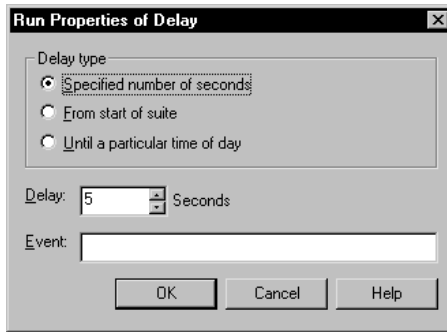 Run Properties of Delay
Delay type
Specified number of seconds
From start of suite
Until a particular time of day
Delay: 5 Seconds
Event:
OK Cancel Help